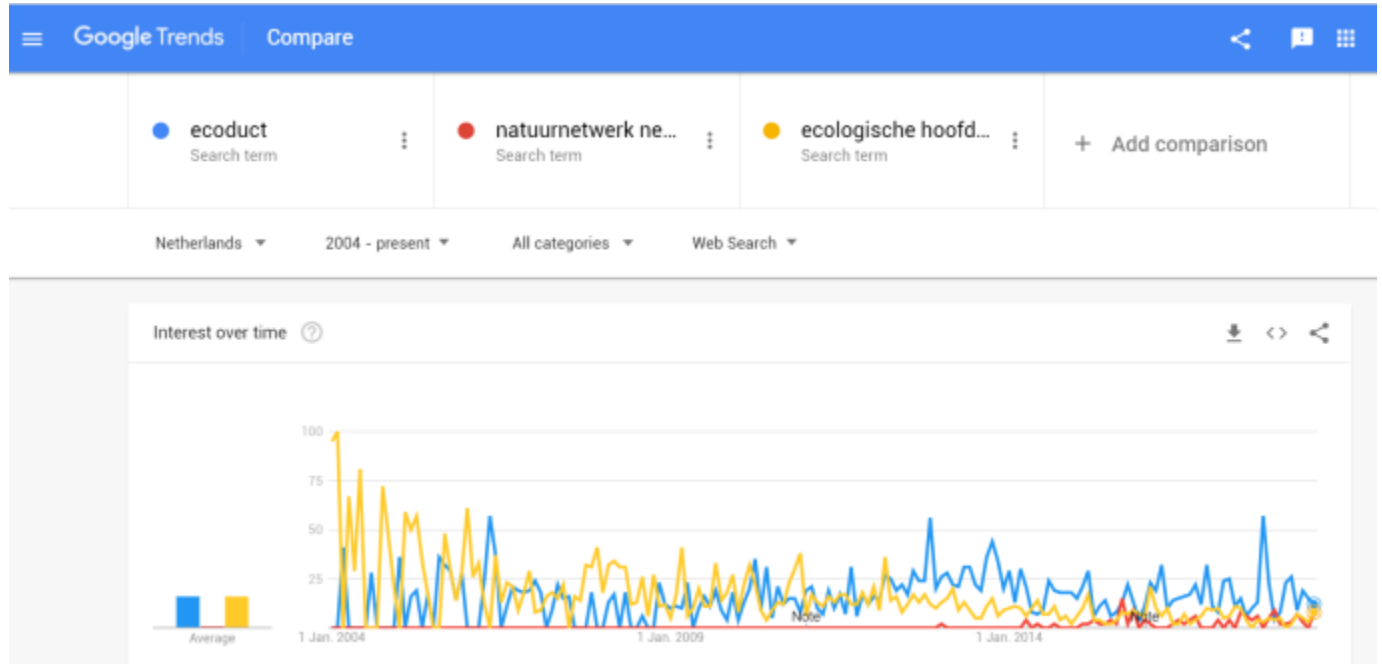 Google Trends Compare
ecoduct
Search term
natuurnetwerk ne...
Search term
ecologische hoofd...
Search term
+ Add comparison
Netherlands
2004 - present
All categories
Web Search
Interest over time ?
100
75
50
25
Average
1 Jan. 2004
1 Jan. 2009
1 Jan. 2014
Note
Note